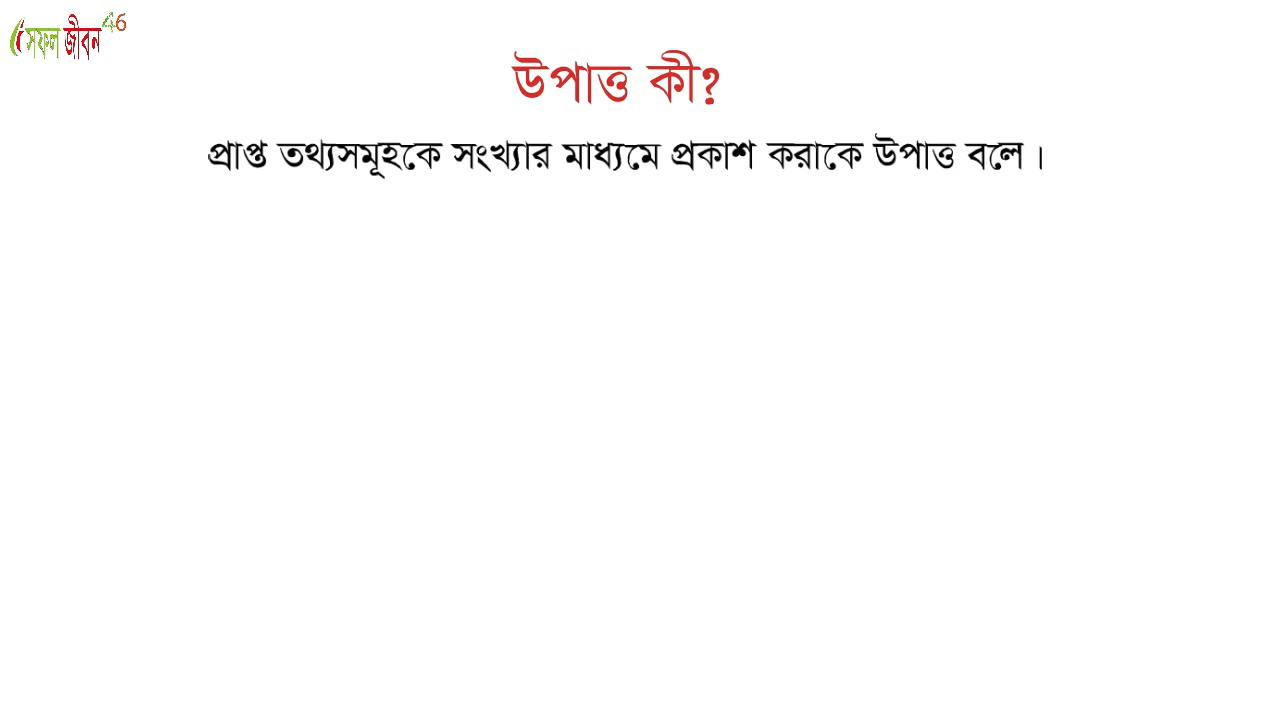 সফল জীবন 46
উপাত্ত কী?
প্রাপ্ত তথ্যসমূহকে সংখ্যার মাধ্যমে প্রকাশ করাকে উপাত্ত বলে।